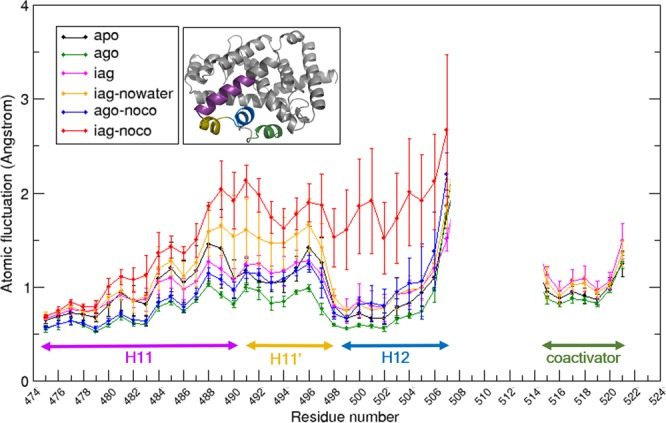 4
3
2
1
0
Atomic fluctuation (Angstrom)
apo
ago
iag
iag-nowater
ago-noco
iag-noco
H11
H11'
H12
coactivator
474 476 478 480 482 484 486 488 490 492 494 496 498 500 502 504 506 508 510 512 514 516 518 520 522 524
Residue number